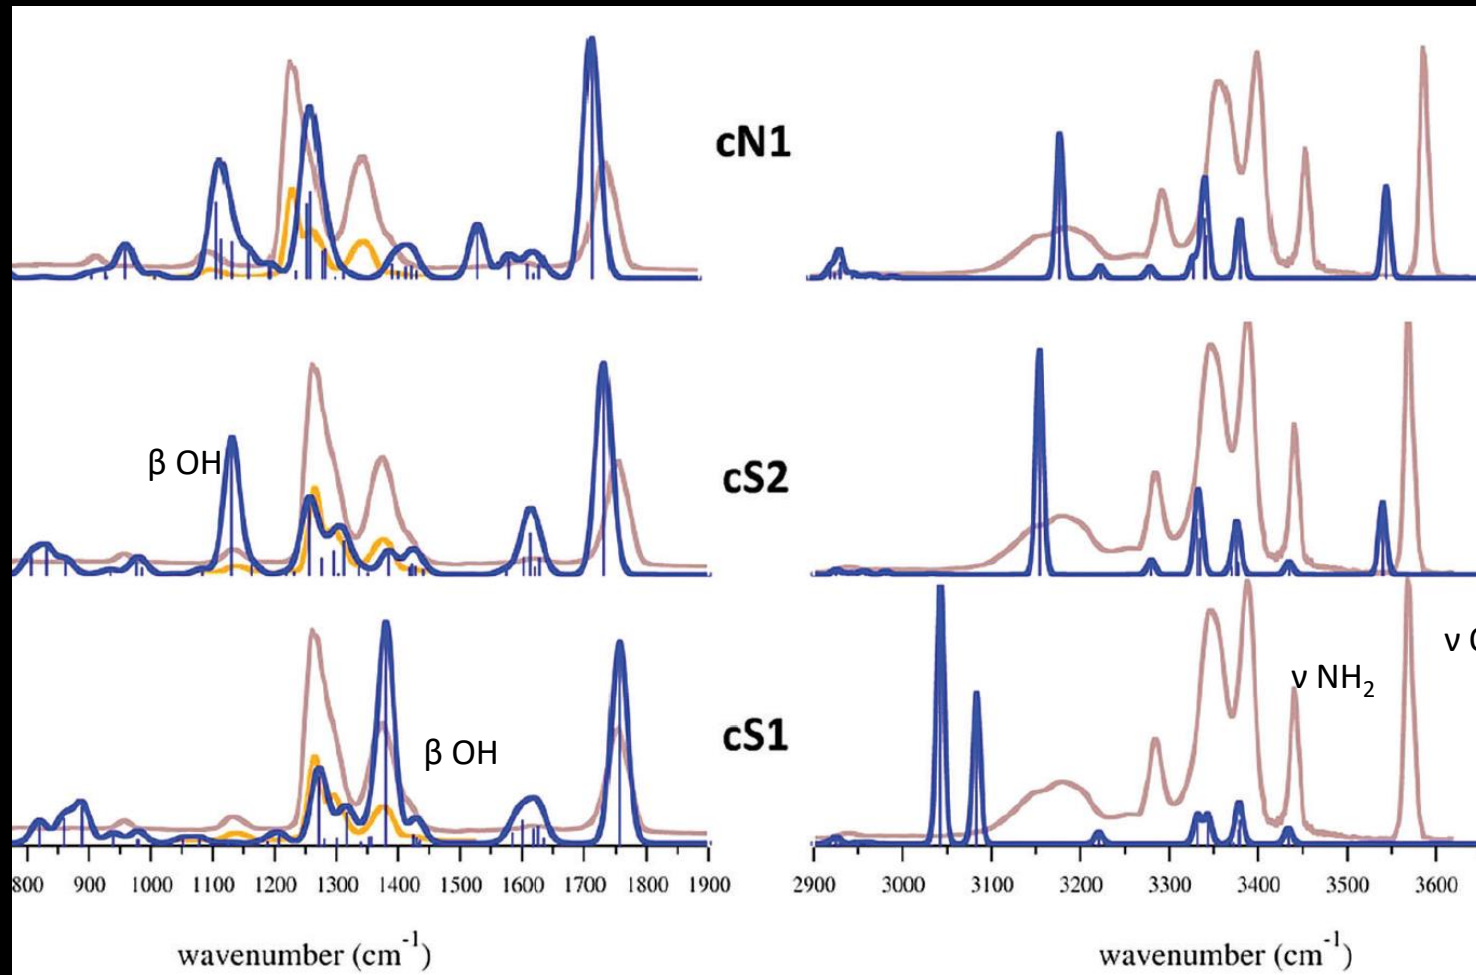 cN1
β OH
cS2
ν O
ν NH₂
cS1
β OH
800 900 1000 1100 1200 1300 1400 1500 1600 1700 1800 1900
2900 3000 3100 3200 3300 3400 3500 3600
wavenumber (cm⁻¹)
wavenumber (cm⁻¹)